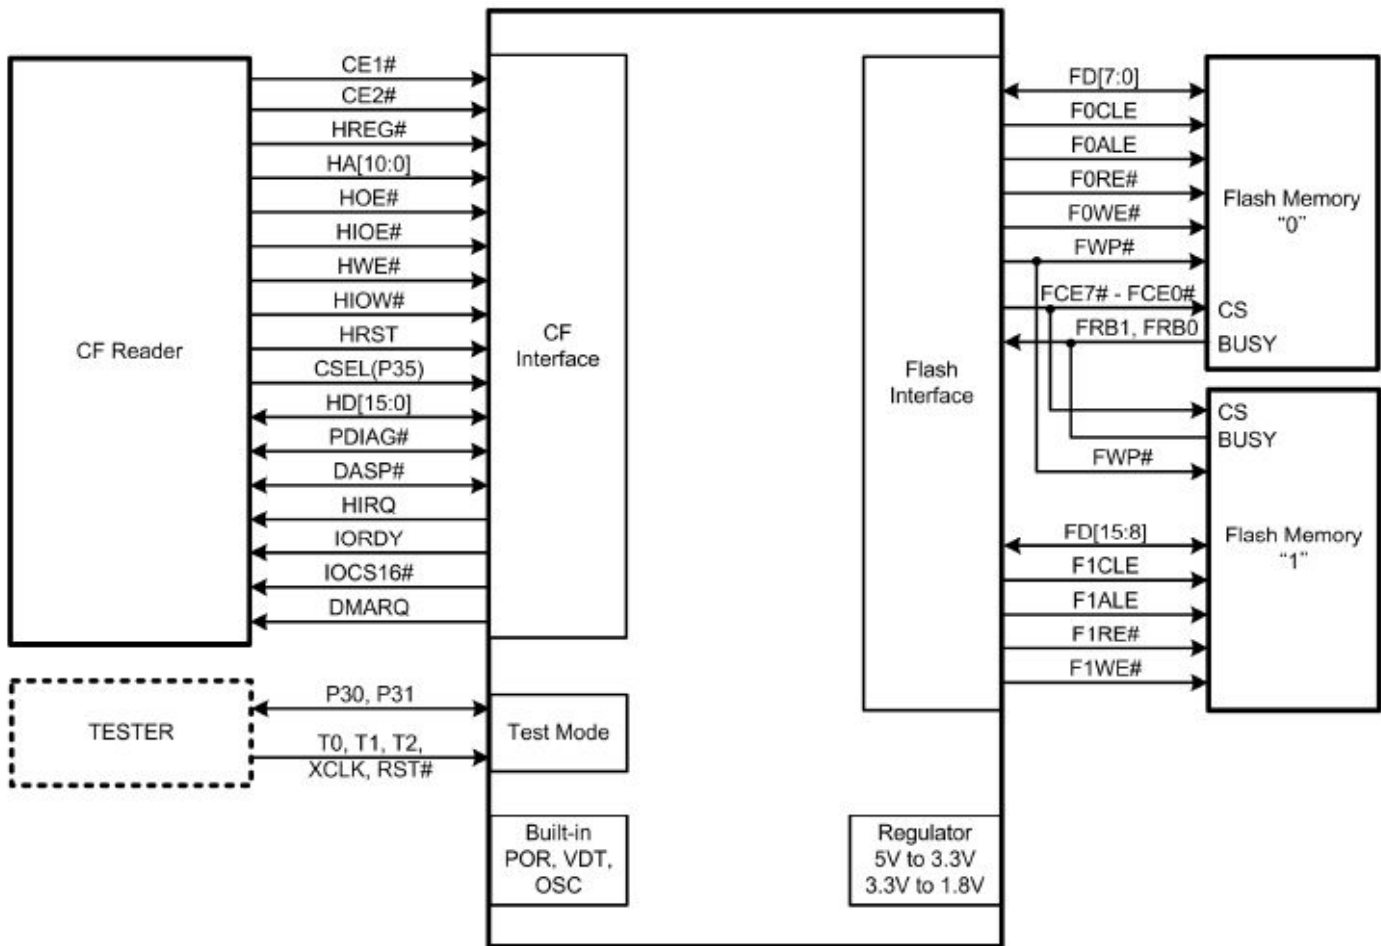 CE1#
CE2#
HREG#
HA[10:0]
HOE#
HIOE#
HWE#
HIOW#
HRST
CSEL(P35)
HD[15:0]
PDIAG#
DASP#
HIRQ
IORDY
IOCS16#
DMARQ
CF Reader
CF
Interface
P30, P31
T0, T1, T2,
XCLK, RST#
TESTER
Test Mode
Built-in
POR, VDT,
OSC
Regulator
5V to 3.3V
3.3V to 1.8V
Flash
Interface
FD[7:0]
F0CLE
F0ALE
F0RE#
F0WE#
FWP#
FCE7# - FCE0#
FRB1, FRB0
Flash Memory
“0”
CS
BUSY
CS
BUSY
FWP#
FD[15:8]
F1CLE
F1ALE
F1RE#
F1WE#
Flash Memory
“1”